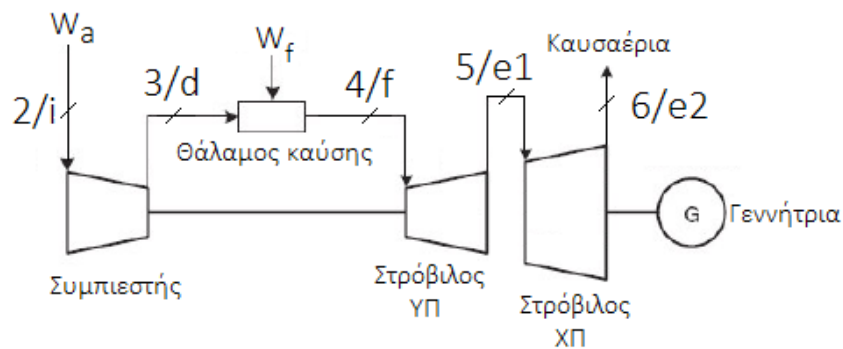 Wa
Wf
Καυσαέρια
2/i
3/d
4/f
5/e1
6/e2
Θάλαμος καύσης
G
Γεννήτρια
Συμπιεστής
Στρόβιλος
ΥΠ
Στρόβιλος
ΧΠ